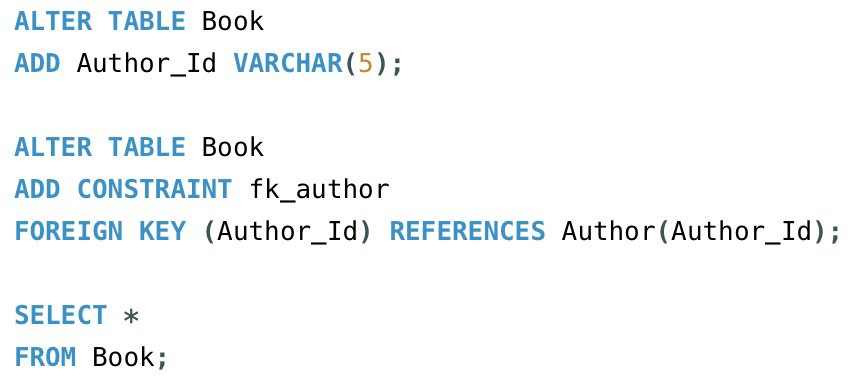 ALTER TABLE Book
ADD Author_Id VARCHAR(5);
ALTER TABLE Book
ADD CONSTRAINT fk_author
FOREIGN KEY (Author_Id) REFERENCES Author(Author_Id);
SELECT *
FROM Book;